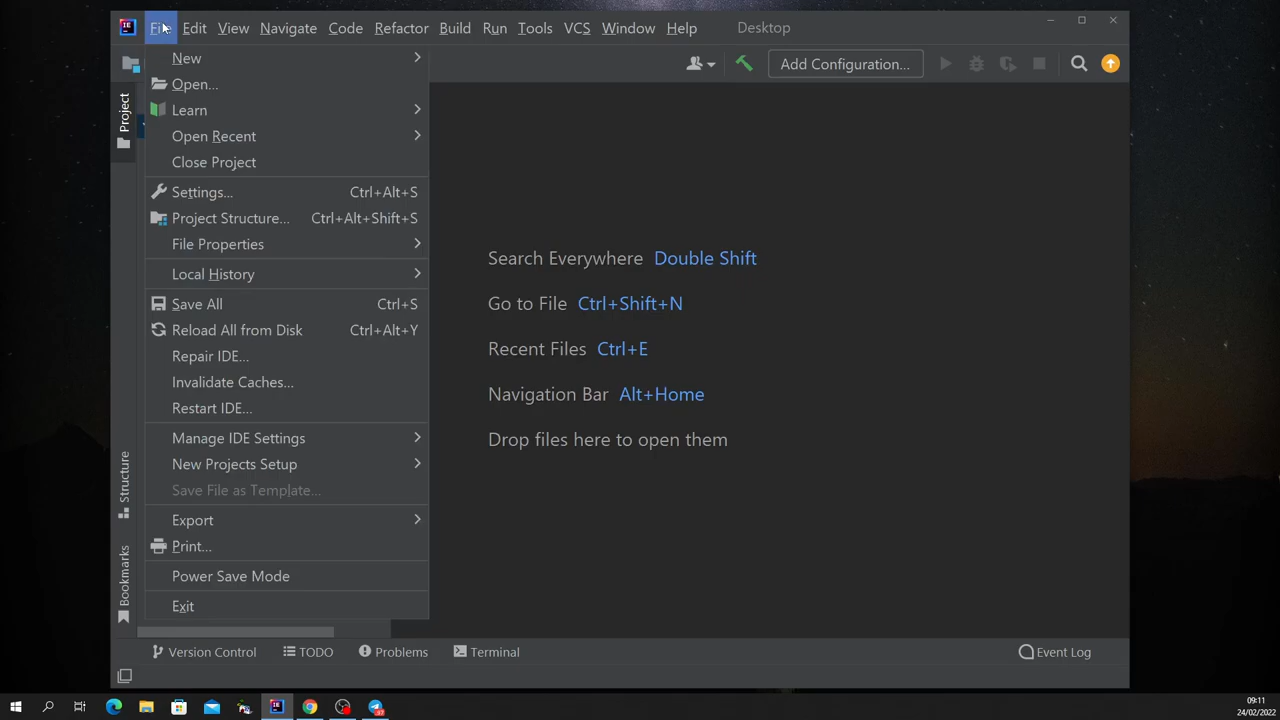 IE File Edit View Navigate Code Refactor Build Run Tools VCS Window Help Desktop
Add Configuration...
Project
New
Open...
Learn
Open Recent
Close Project
Settings... Ctrl+Alt+S
Project Structure... Ctrl+Alt+Shift+S
File Properties
Local History
Save All Ctrl+S
Reload All from Disk Ctrl+Alt+Y
Repair IDE...
Invalidate Caches...
Restart IDE...
Manage IDE Settings
New Projects Setup
Save File as Template...
Export
Print...
Power Save Mode
Exit
Search Everywhere Double Shift
Go to File Ctrl+Shift+N
Recent Files Ctrl+E
Navigation Bar Alt+Home
Drop files here to open them
Structure
Bookmarks
Version Control TODO Problems Terminal Event Log
09:11
24/02/2022